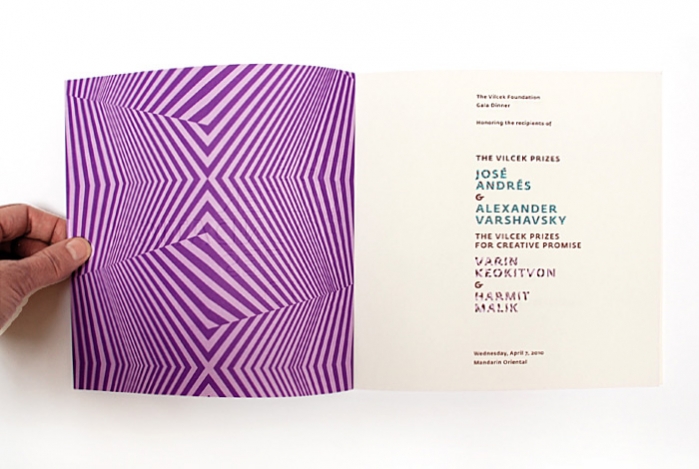 The Vilcek Foundation
Gala Dinner
Honoring the recipients of
THE VILCEK PRIZES
JOSÉ
ANDRÉS
&
ALEXANDER
VARSHAVSKY
THE VILCEK PRIZES
FOR CREATIVE PROMISE
VARIN
KEOKITVON
&
HARMIT
MALIK
Wednesday, April 7, 2010
Mandarin Oriental